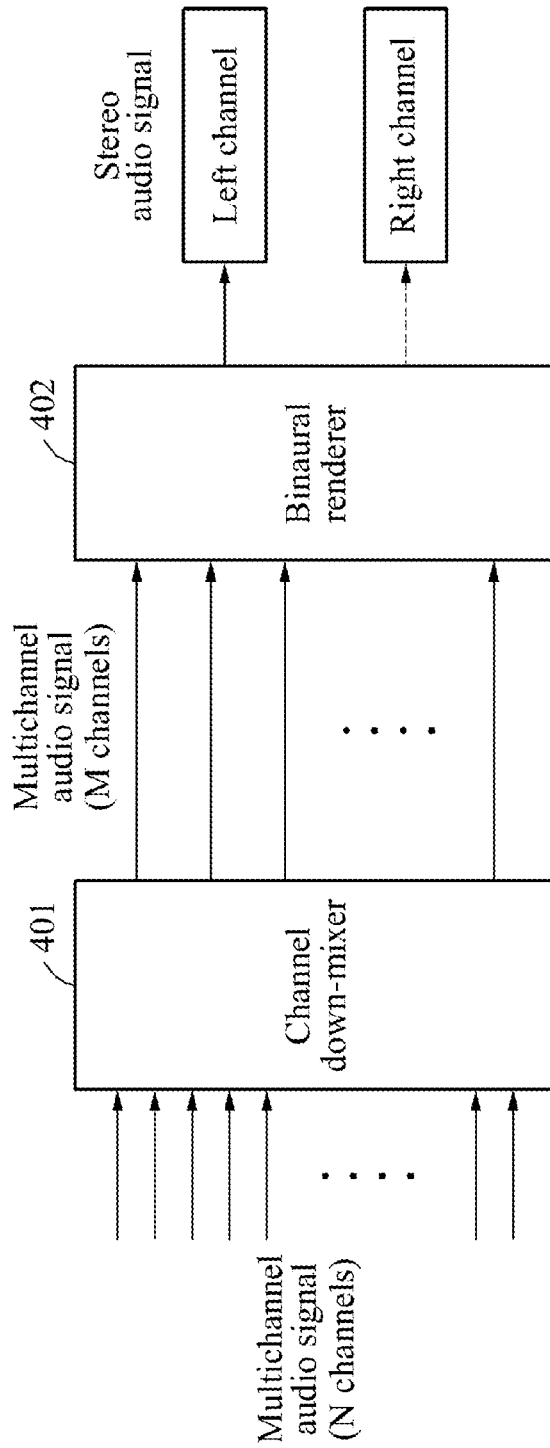 Multichannel
audio signal
(N channels)
401
Channel
down-mixer
Multichannel
audio signal
(M channels)
402
Binaural
renderer
Stereo
audio signal
Left channel
Right channel